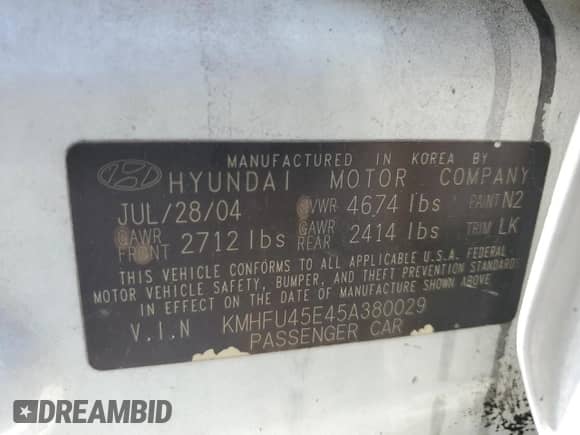 MANUFACTURED IN KOREA BY
HYUNDAI MOTOR COMPANY
JUL/28/04 GVWR 4674 lbs PAINT N2
GAWR FRONT 2712 lbs GAWR REAR 2414 lbs TRIM LK
THIS VEHICLE CONFORMS TO ALL APPLICABLE U.S.A. FEDERAL
MOTOR VEHICLE SAFETY, BUMPER, AND THEFT PREVENTION STANDARDS
IN EFFECT ON THE DATE OF MANUFACTURE SHOWN ABOVE
V.I.N KMHFU45E45A380029
PASSENGER CAR
DREAMBID